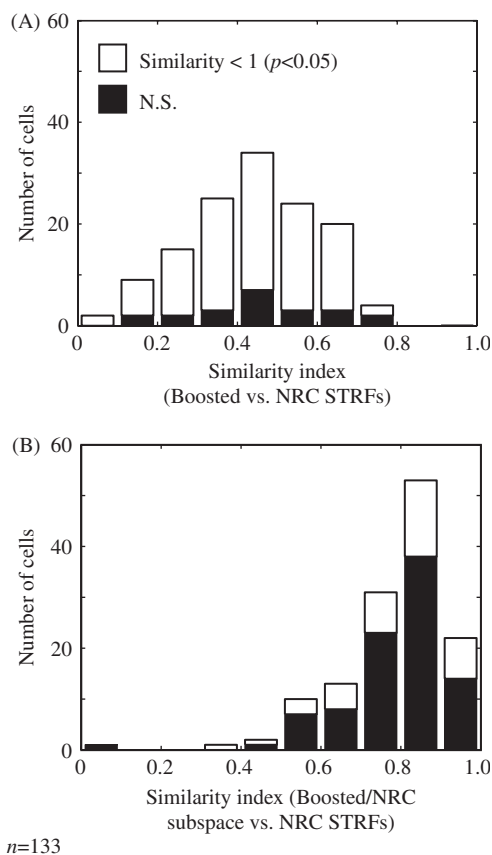 (A)
60
40
20
0
Number of cells
Similarity < 1 (p<0.05)
N.S.
0 0.2 0.4 0.6 0.8 1.0
Similarity index
(Boosted vs. NRC STRFs)
(B)
60
40
20
0
Number of cells
0 0.2 0.4 0.6 0.8 1.0
Similarity index (Boosted/NRC
subspace vs. NRC STRFs)
n=133